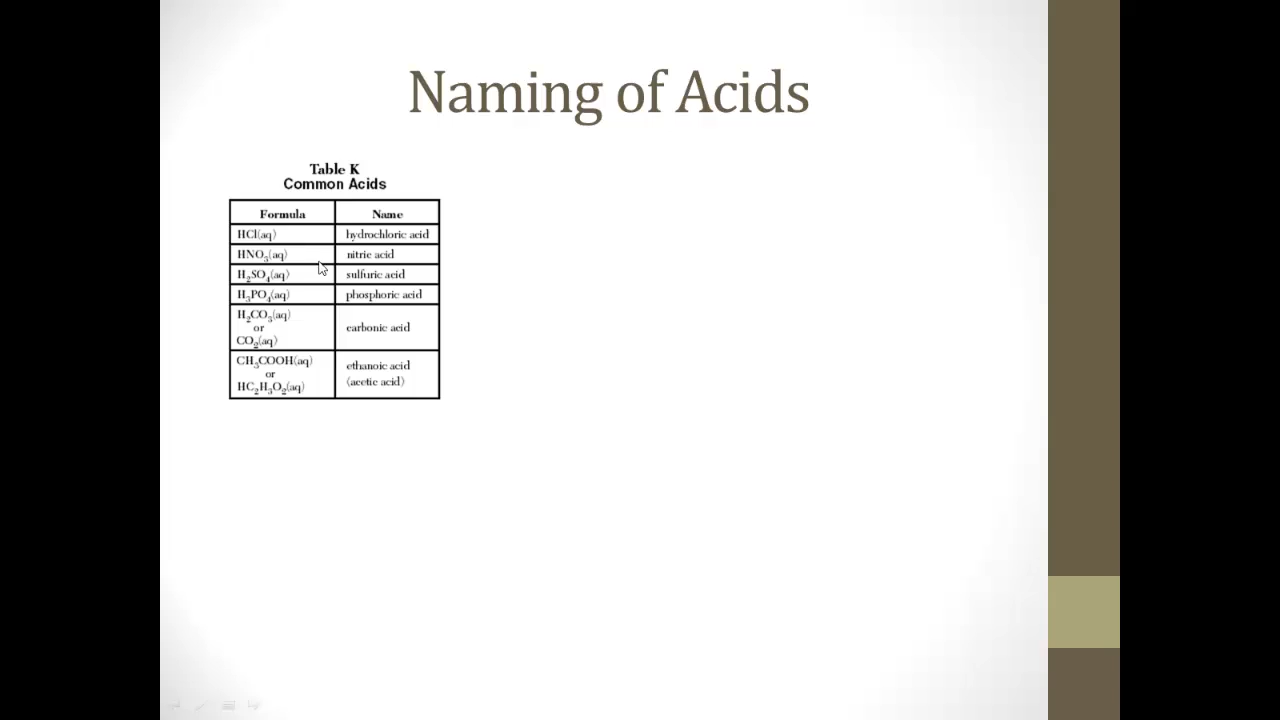 Naming of Acids
Table K
Common Acids
Formula Name
HCl(aq) hydrochloric acid
HNO₃(aq) nitric acid
H₂SO₄(aq) sulfuric acid
H₃PO₄(aq) phosphoric acid
H₂CO₃(aq)
or
CO₂(aq)
carbonic acid
CH₃COOH(aq)
or
HC₂H₃O₂(aq)
ethanoic acid
(acetic acid)